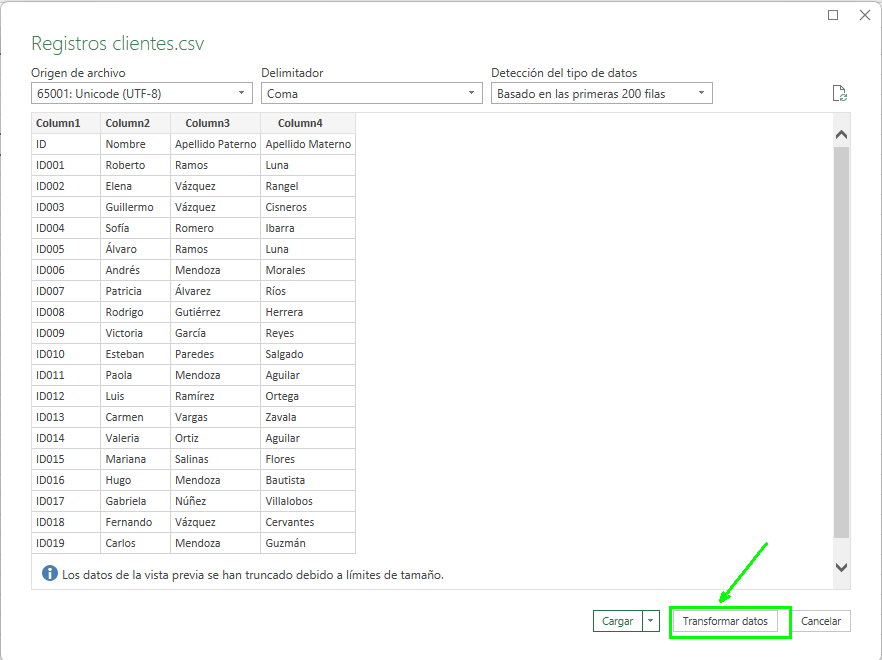 Registros clientes.csv
Origen de archivo Delimitador Detección del tipo de datos
65001: Unicode (UTF-8) Coma Basado en las primeras 200 filas
Column1 Column2 Column3 Column4
ID Nombre Apellido Paterno Apellido Materno
ID001 Roberto Ramos Luna
ID002 Elena Vázquez Rangel
ID003 Guillermo Vázquez Cisneros
ID004 Sofía Romero Ibarra
ID005 Álvaro Ramos Luna
ID006 Andrés Mendoza Morales
ID007 Patricia Álvarez Ríos
ID008 Rodrigo Gutiérrez Herrera
ID009 Victoria García Reyes
ID010 Esteban Paredes Salgado
ID011 Paola Mendoza Aguilar
ID012 Luis Ramírez Ortega
ID013 Carmen Vargas Zavala
ID014 Valeria Ortiz Aguilar
ID015 Mariana Salinas Flores
ID016 Hugo Mendoza Bautista
ID017 Gabriela Núñez Villalobos
ID018 Fernando Vázquez Cervantes
ID019 Carlos Mendoza Guzmán
Los datos de la vista previa se han truncado debido a límites de tamaño.
Cargar Transformar datos Cancelar